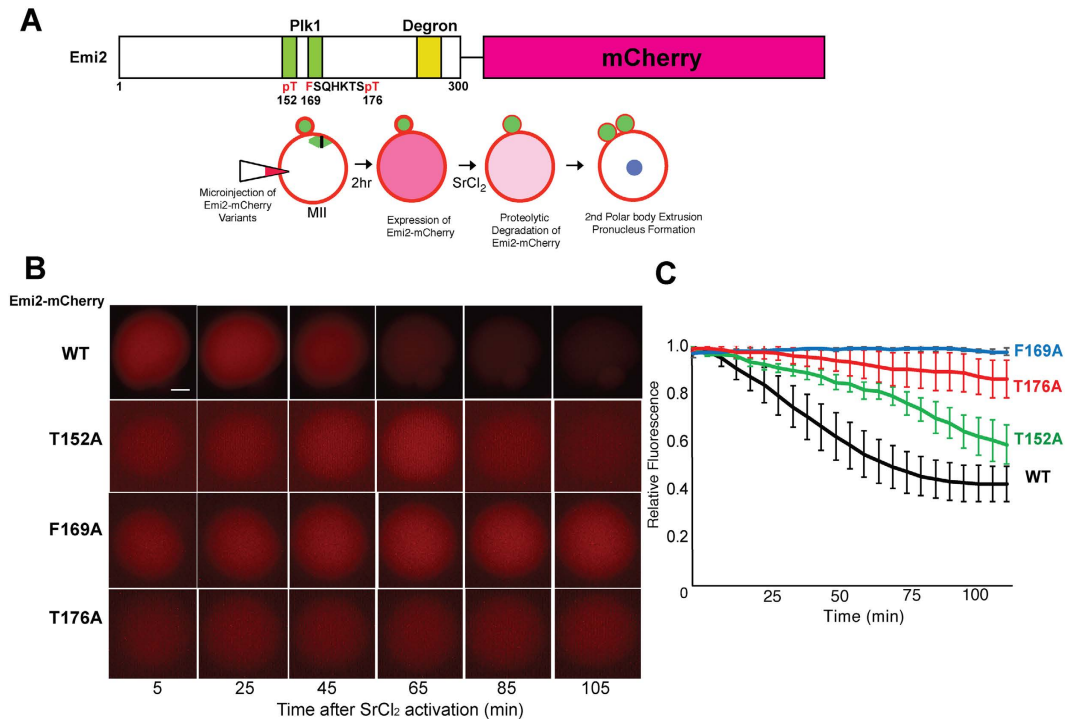 A
Plk1
Degron
Emi2
mCherry
1
pT
FSQHKTSpT
300
152
169
176
2hr
SrCl2
Microinjection of
Emi2-mCherry
Variants
MII
Expression of
Emi2-mCherry
Proteolytic
Degradation of
Emi2-mCherry
2nd Polar body Extrusion
Pronucleus Formation
B
Emi2-mCherry
WT
T152A
F169A
T176A
5 25 45 65 85 105
Time after SrCl2 activation (min)
C
1.0
0.8
0.6
0.4
0.2
0
Relative Fluorescence
F169A
T176A
T152A
WT
25 50 75 100
Time (min)